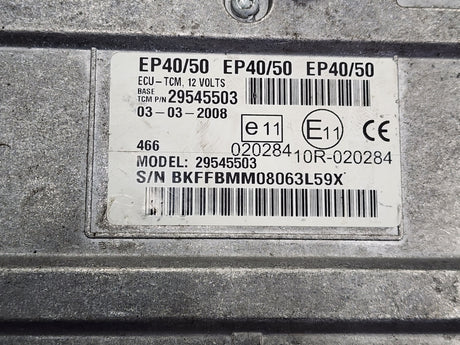 EP40/50 EP40/50 EP40/50
ECU-TCM, 12 VOLTS
BASE
TCM P/N 29545503
03-03-2008
e11
E11
CE
020284 10R-020284
466
MODEL: 29545503
S/N BKFFBMM08063L59X